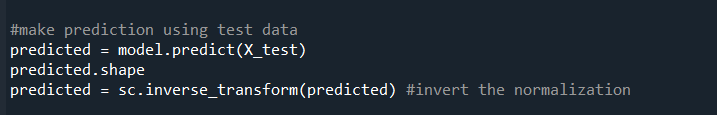 #make prediction using test data
predicted = model.predict(X_test)
predicted.shape
predicted = sc.inverse_transform(predicted) #invert the normalization